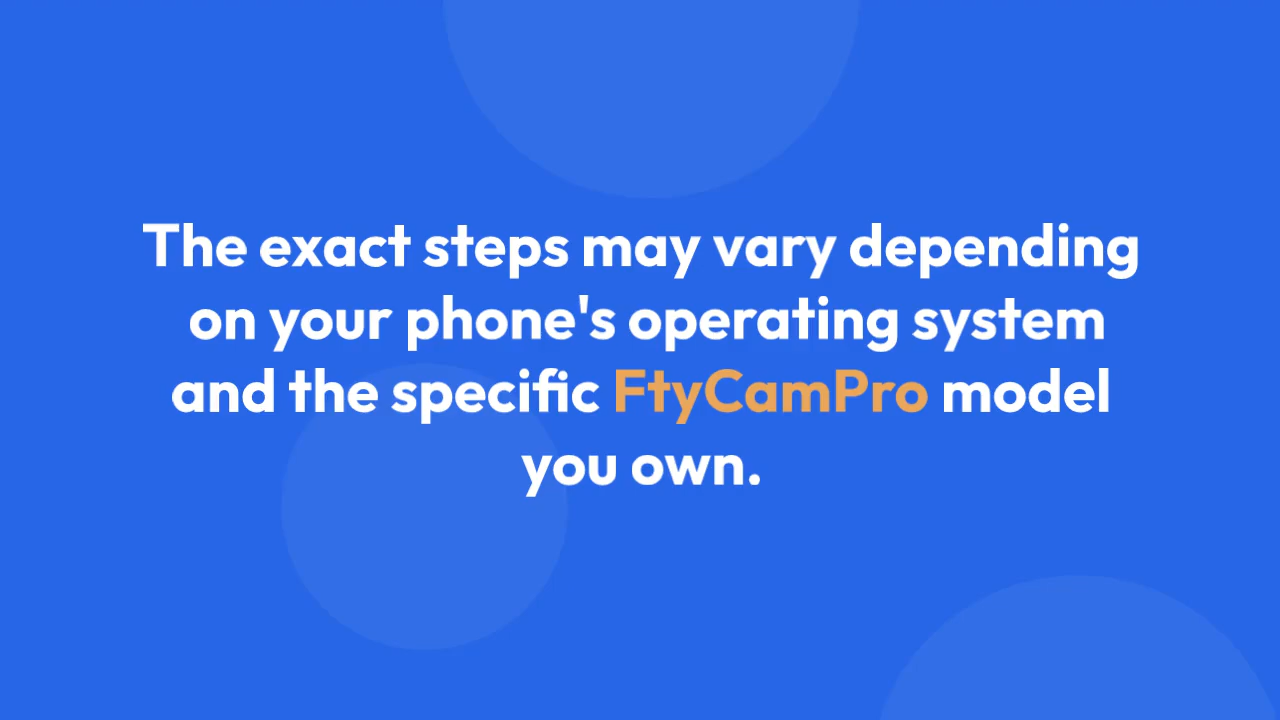 The exact steps may vary depending
on your phone's operating system
and the specific FtyCamPro model
you own.